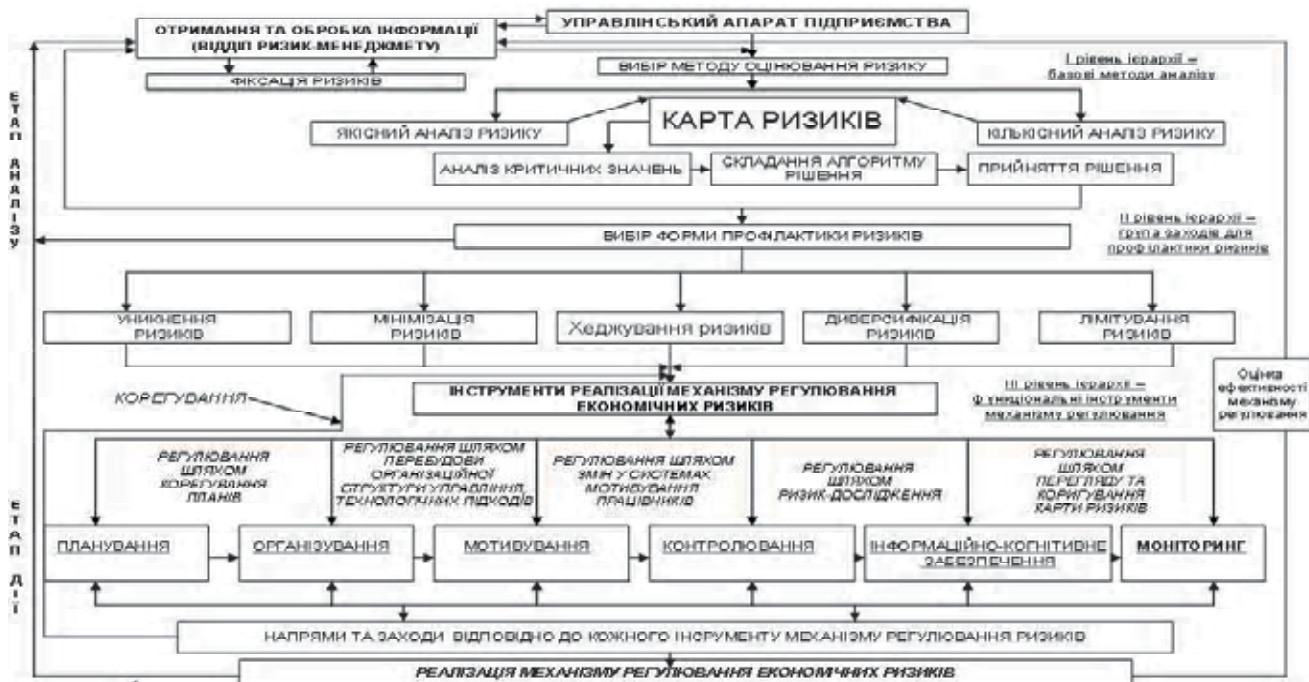 УПРАВЛІНСЬКИЙ АПАРАТ ПІДПРИЄМСТВА
ОТРИМАННЯ ТА ОБРОБКА ІНФОРМАЦІЇ
(ВІДДІЛ РИЗИК-МЕНЕДЖМЕТУ)
ФІКСАЦІЯ РИЗИКІВ
ВИБІР МЕТОДУ ОЦІНЮВАННЯ РИЗИКУ
І рівень ієрархії –
базові методи аналізу
ЕТАП АНАЛІЗУ
ЯКІСНИЙ АНАЛІЗ РИЗИКУ
КАРТА РИЗИКІВ
КІЛЬКІСНИЙ АНАЛІЗ РИЗИКУ
АНАЛІЗ КРИТИЧНИХ ЗНАЧЕНЬ
СКЛАДАННЯ АЛГОРИТМУ
РІШЕННЯ
ПРИЙНЯТТЯ РІШЕННЯ
ВИБІР ФОРМИ ПРОФІЛАКТИКИ РИЗИКІВ
ІІ рівень ієрархії –
група заходів для
профілактики ризиків
УНИКНЕННЯ
РИЗИКІВ
МІНІМІЗАЦІЯ
РИЗИКІВ
Хеджування ризиків
ДИВЕРСИФІКАЦІЯ
РИЗИКІВ
ЛІМІТУВАННЯ
РИЗИКІВ
КОРЕГУВАННЯ
ІНСТРУМЕНТИ РЕАЛІЗАЦІЇ МЕХАНІЗМУ РЕГУЛЮВАННЯ
ЕКОНОМІЧНИХ РИЗИКІВ
ІІІ рівень ієрархії –
функціональні інструменти
механізму регулювання
Оцінка
ефективності
механізму
регулювання
ЕТАП ДІЇ
РЕГУЛЮВАННЯ
ШЛЯХОМ
КОРЕГУВАННЯ
ПЛАНІВ
РЕГУЛЮВАННЯ ШЛЯХОМ
ПЕРЕБУДОВИ
ОРГАНІЗАЦІЙНОЇ
СТРУКТУРИ УПРАВЛІННЯ,
ТЕХНОЛОГІЧНИХ ПІДХОДІВ
РЕГУЛЮВАННЯ ШЛЯХОМ
ЗМІН У СИСТЕМАХ
МОТИВУВАННЯ
ПРАЦІВНИКІВ
РЕГУЛЮВАННЯ
ШЛЯХОМ
РИЗИК-ДОСЛІДЖЕННЯ
РЕГУЛЮВАННЯ
ШЛЯХОМ
ПЕРЕГЛЯДУ ТА
КОРИГУВАННЯ
КАРТИ РИЗИКІВ
ПЛАНУВАННЯ
ОРГАНІЗУВАННЯ
МОТИВУВАННЯ
КОНТРОЛЮВАННЯ
ІНФОРМАЦІЙНО-КОГНІТИВНЕ
ЗАБЕЗПЕЧЕННЯ
МОНІТОРИНГ
НАПРЯМИ ТА ЗАХОДИ ВІДПОВІДНО ДО КОЖНОГО ІНСТРУМЕНТУ МЕХАНІЗМУ РЕГУЛЮВАННЯ РИЗИКІВ
РЕАЛІЗАЦІЯ МЕХАНІЗМУ РЕГУЛЮВАННЯ ЕКОНОМІЧНИХ РИЗИКІВ